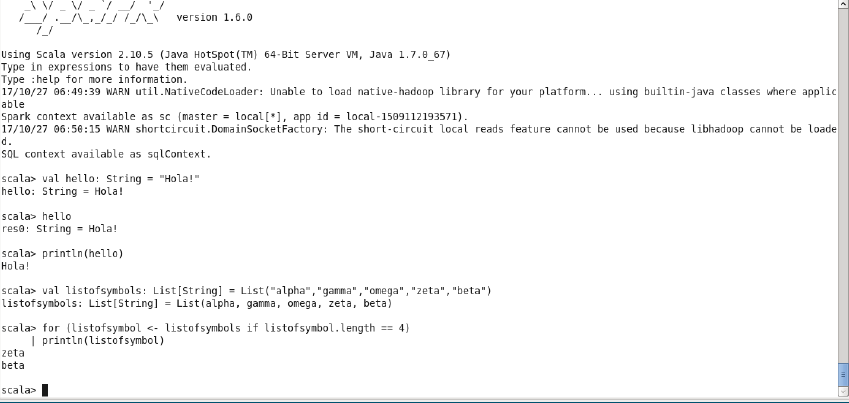 _\ \/ _ \/ _ `/ __/  '_/
/___/ .__/\_,_/_/ /_/\_\   version 1.6.0
/_/
Using Scala version 2.10.5 (Java HotSpot(TM) 64-Bit Server VM, Java 1.7.0_67)
Type in expressions to have them evaluated.
Type :help for more information.
17/10/27 06:49:39 WARN util.NativeCodeLoader: Unable to load native-hadoop library for your platform... using builtin-java classes where applic
able
Spark context available as sc (master = local[*], app id = local-1509112193571).
17/10/27 06:50:15 WARN shortcircuit.DomainSocketFactory: The short-circuit local reads feature cannot be used because libhadoop cannot be loade
d.
SQL context available as sqlContext.
scala> val hello: String = "Hola!"
hello: String = Hola!
scala> hello
res0: String = Hola!
scala> println(hello)
Hola!
scala> val listofsymbols: List[String] = List("alpha","gamma","omega","zeta","beta")
listofsymbols: List[String] = List(alpha, gamma, omega, zeta, beta)
scala> for (listofsymbol <- listofsymbols if listofsymbol.length == 4)
| println(listofsymbol)
zeta
beta
scala>